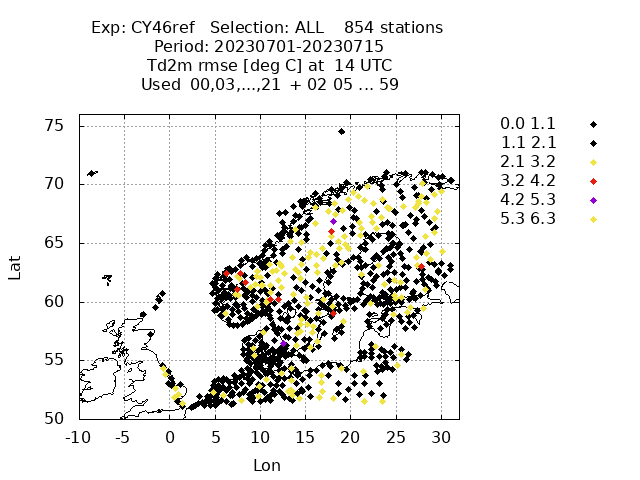 Exp: CY46ref   Selection: ALL    854 stations
Period: 20230701-20230715
Td2m rmse [deg C] at  14 UTC
Used  00,03,...,21  + 02 05 ... 59
75
70
65
60
55
50
Lat
-10 -5 0 5 10 15 20 25 30
Lon
0.0 1.1
1.1 2.1
2.1 3.2
3.2 4.2
4.2 5.3
5.3 6.3